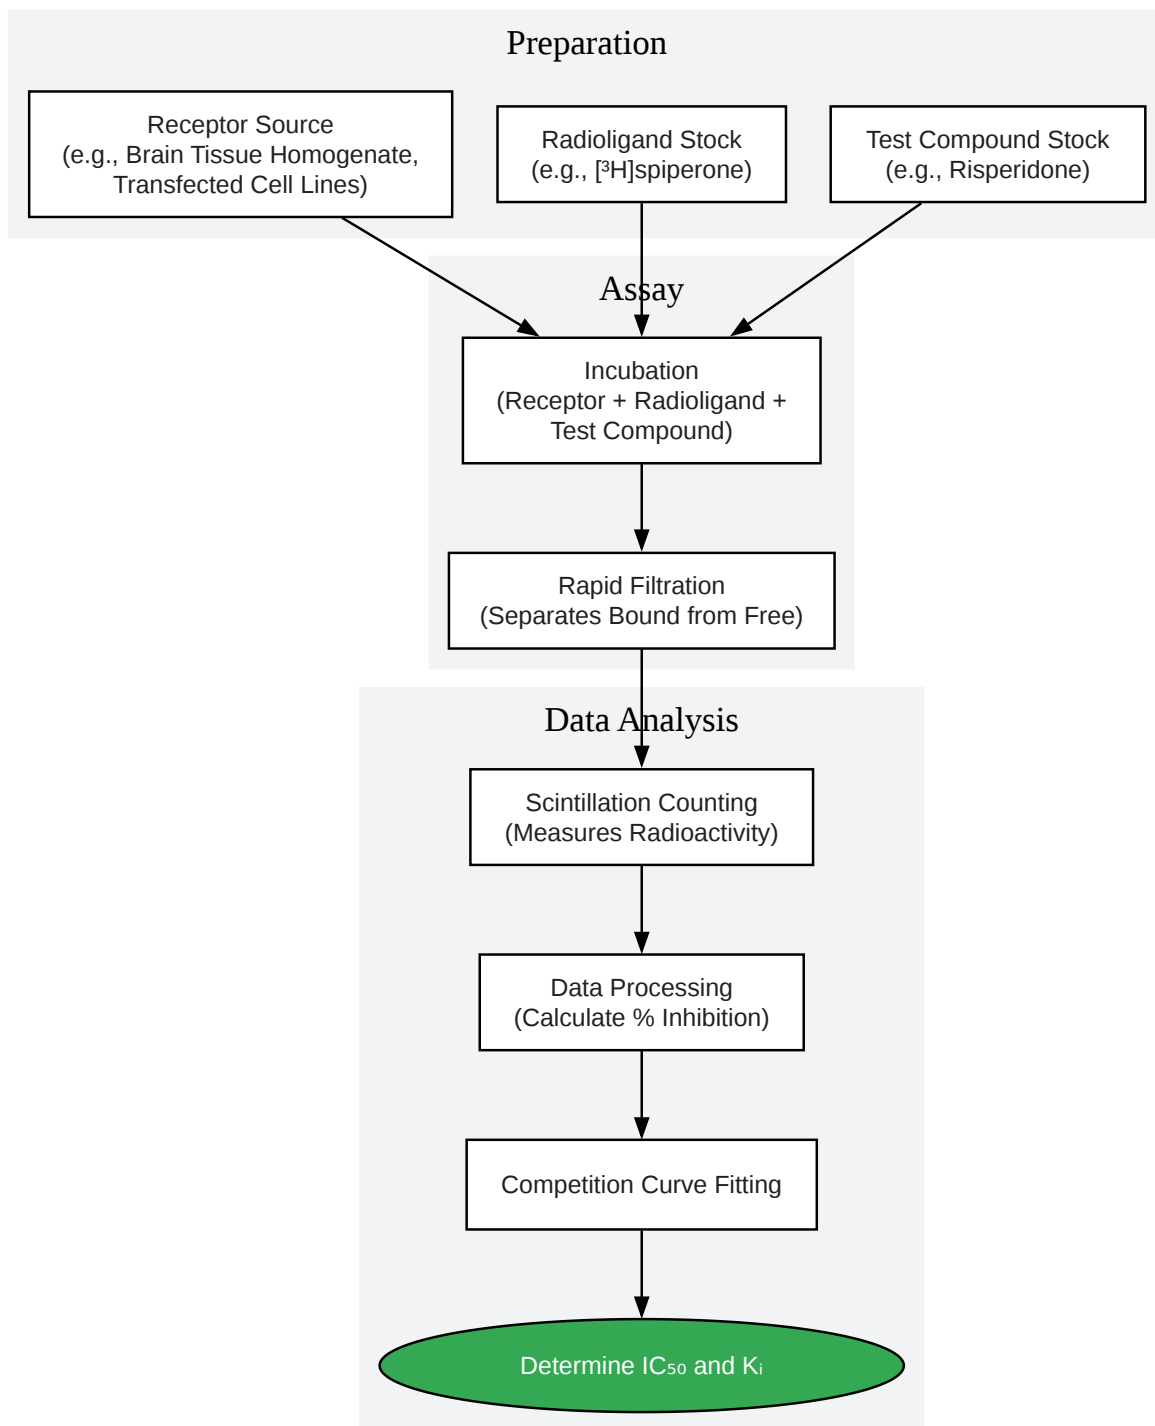 Preparation
Receptor Source
(e.g., Brain Tissue Homogenate,
Transfected Cell Lines)
Radioligand Stock
(e.g., [³H]spiperone)
Test Compound Stock
(e.g., Risperidone)
Assay
Incubation
(Receptor + Radioligand +
Test Compound)
Rapid Filtration
(Separates Bound from Free)
Data Analysis
Scintillation Counting
(Measures Radioactivity)
Data Processing
(Calculate % Inhibition)
Competition Curve Fitting
Determine IC₅₀ and Kᵢ